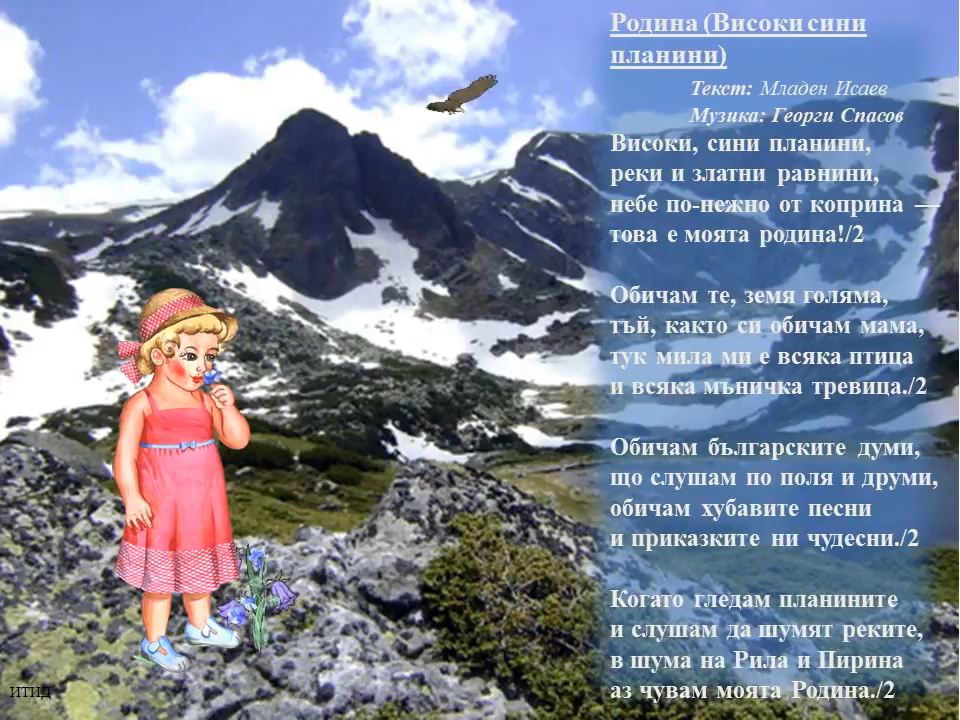 Родина (Високи сини
планини)
Текст: Младен Исаев
Музика: Георги Спасов
Високи, сини планини,
реки и златни равнини,
небе по-нежно от коприна —
това е моята родина!/2
Обичам те, земя голяма,
тъй, както си обичам мама,
тук мила ми е всяка птица
и всяка мъничка тревица./2
Обичам българските думи,
що слушам по поля и друми,
обичам хубавите песни
и приказките ни чудесни./2
Когато гледам планините
и слушам да шумят реките,
в шума на Рила и Пирина
аз чувам моята Родина./2
итид